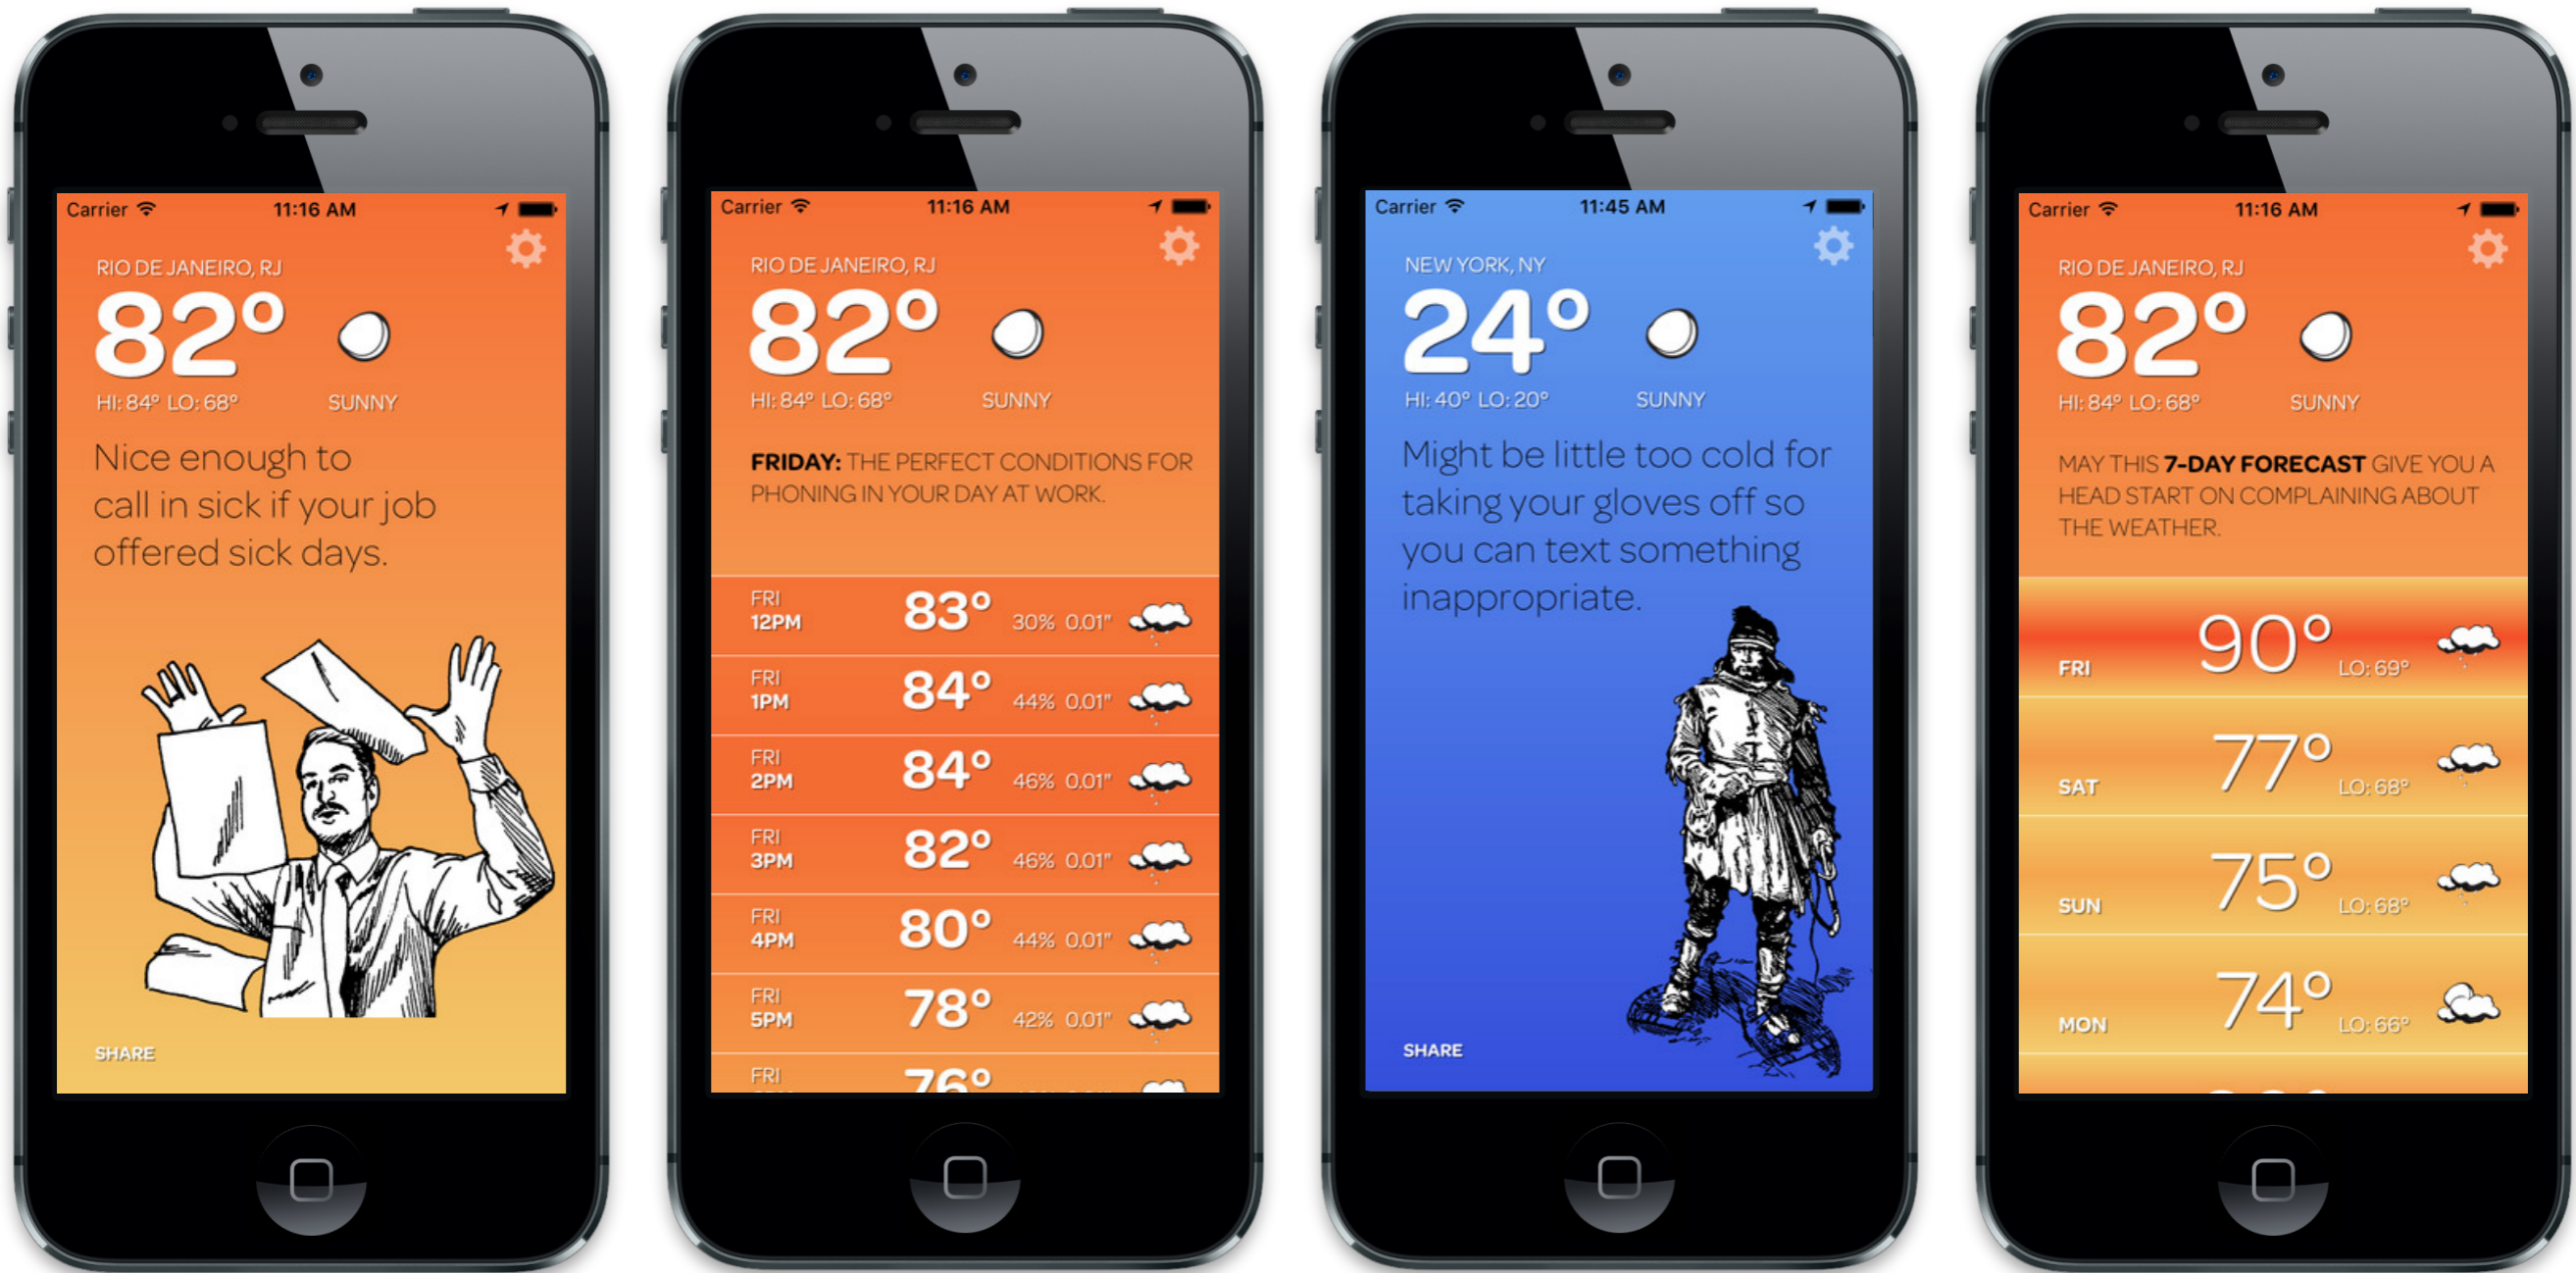 Carrier 11:16 AM
RIO DE JANEIRO, RJ
82°
HI: 84° LO: 68° SUNNY
Nice enough to
call in sick if your job
offered sick days.
SHARE
Carrier 11:16 AM
RIO DE JANEIRO, RJ
82°
HI: 84° LO: 68° SUNNY
FRIDAY: THE PERFECT CONDITIONS FOR
PHONING IN YOUR DAY AT WORK.
FRI
12PM 83° 30% 0.01"
FRI
1PM 84° 44% 0.01"
FRI
2PM 84° 46% 0.01"
FRI
3PM 82° 46% 0.01"
FRI
4PM 80° 44% 0.01"
FRI
5PM 78° 42% 0.01"
FRI
76°
Carrier 11:45 AM
NEW YORK, NY
24°
HI: 40° LO: 20° SUNNY
Might be little too cold for
taking your gloves off so
you can text something
inappropriate.
SHARE
Carrier 11:16 AM
RIO DE JANEIRO, RJ
82°
HI: 84° LO: 68° SUNNY
MAY THIS 7-DAY FORECAST GIVE YOU A
HEAD START ON COMPLAINING ABOUT
THE WEATHER.
FRI 90° LO: 69°
SAT 77° LO: 68°
SUN 75° LO: 68°
MON 74° LO: 66°